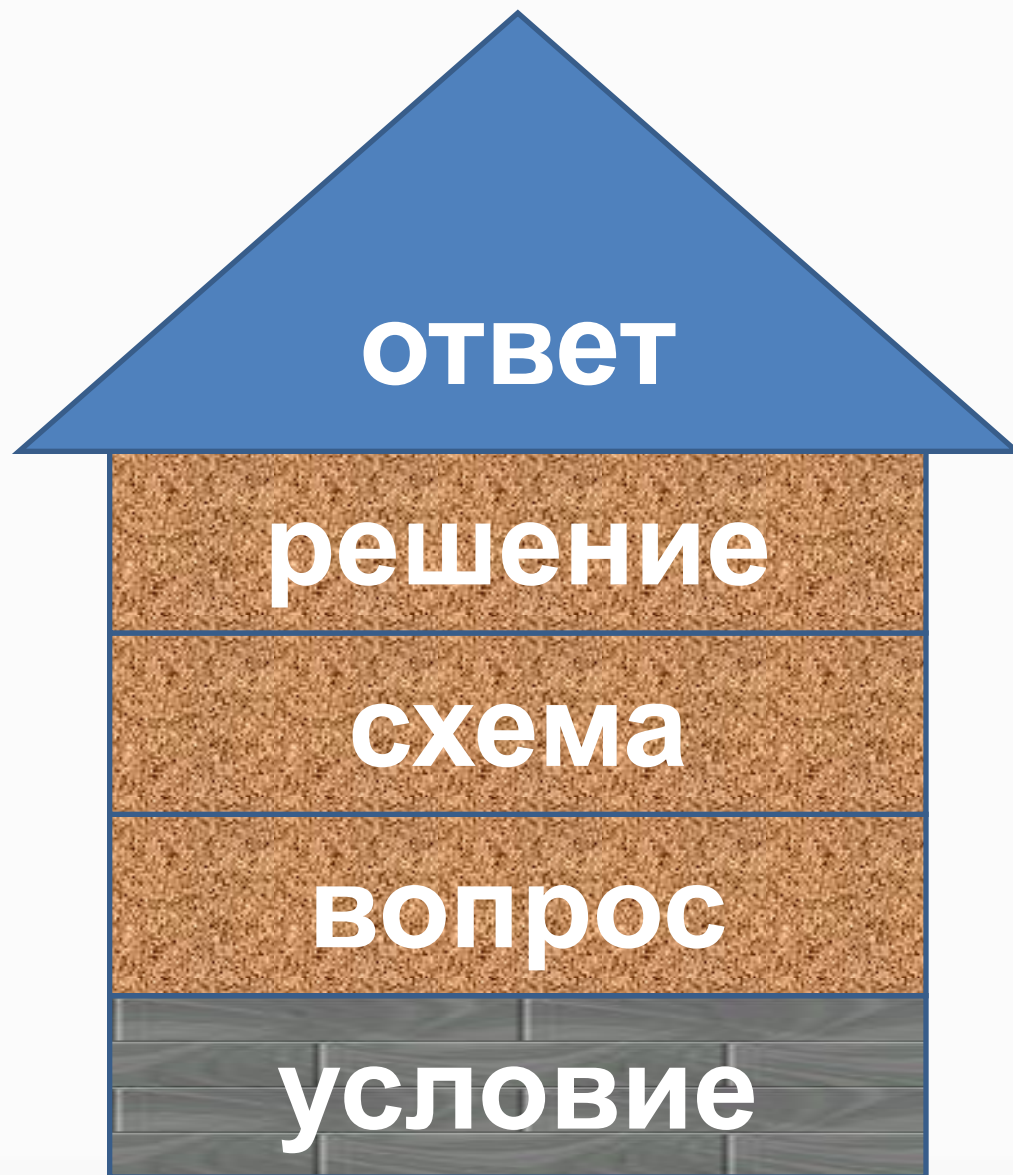 ответ
решение
схема
вопрос
условие